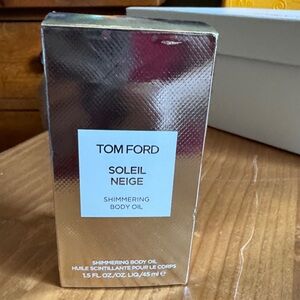 TOM FORD
SOLEIL
NEIGE
SHIMMERING
BODY OIL
SHIMMERING BODY OIL
HUILE SCINTILLANTE POUR LE CORPS
1.5 FL. OZ./OZ. LIQ./45 ml ℮